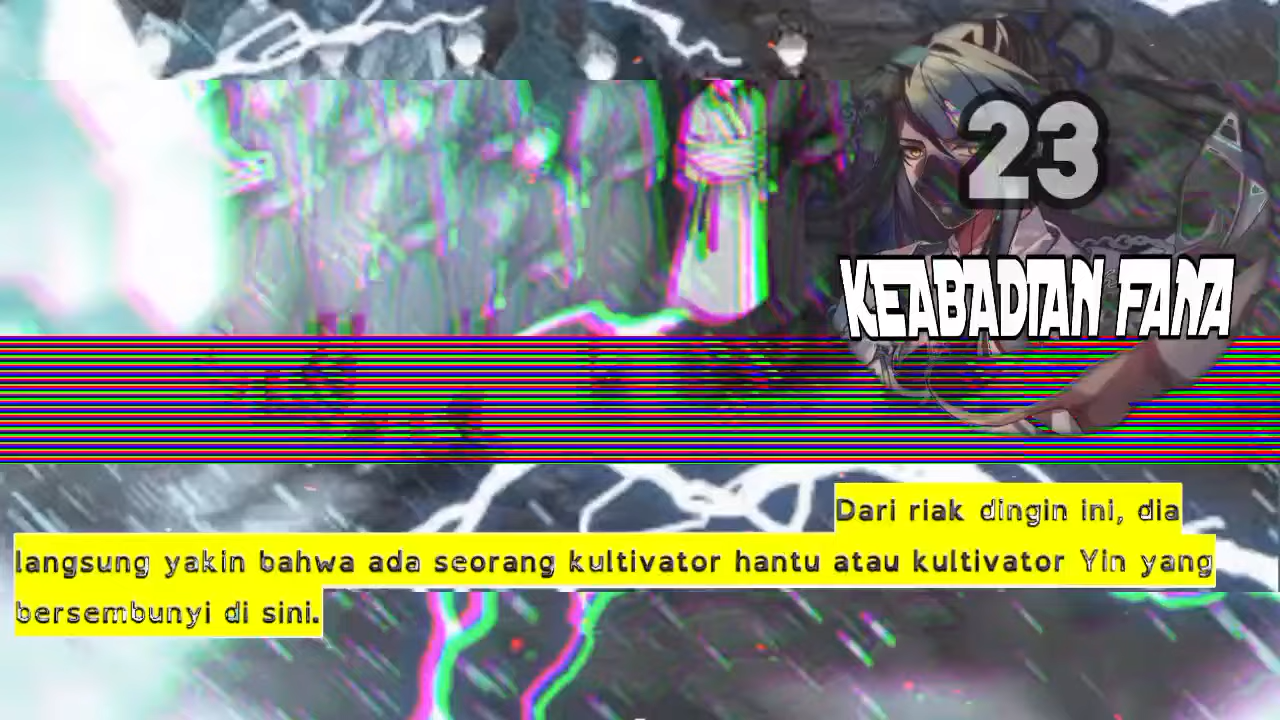 23
KEABADIAN FANA
Dari riak dingin ini, dia
langsung yakin bahwa ada seorang kultivator hantu atau kultivator Yin yang
bersembunyi di sini.